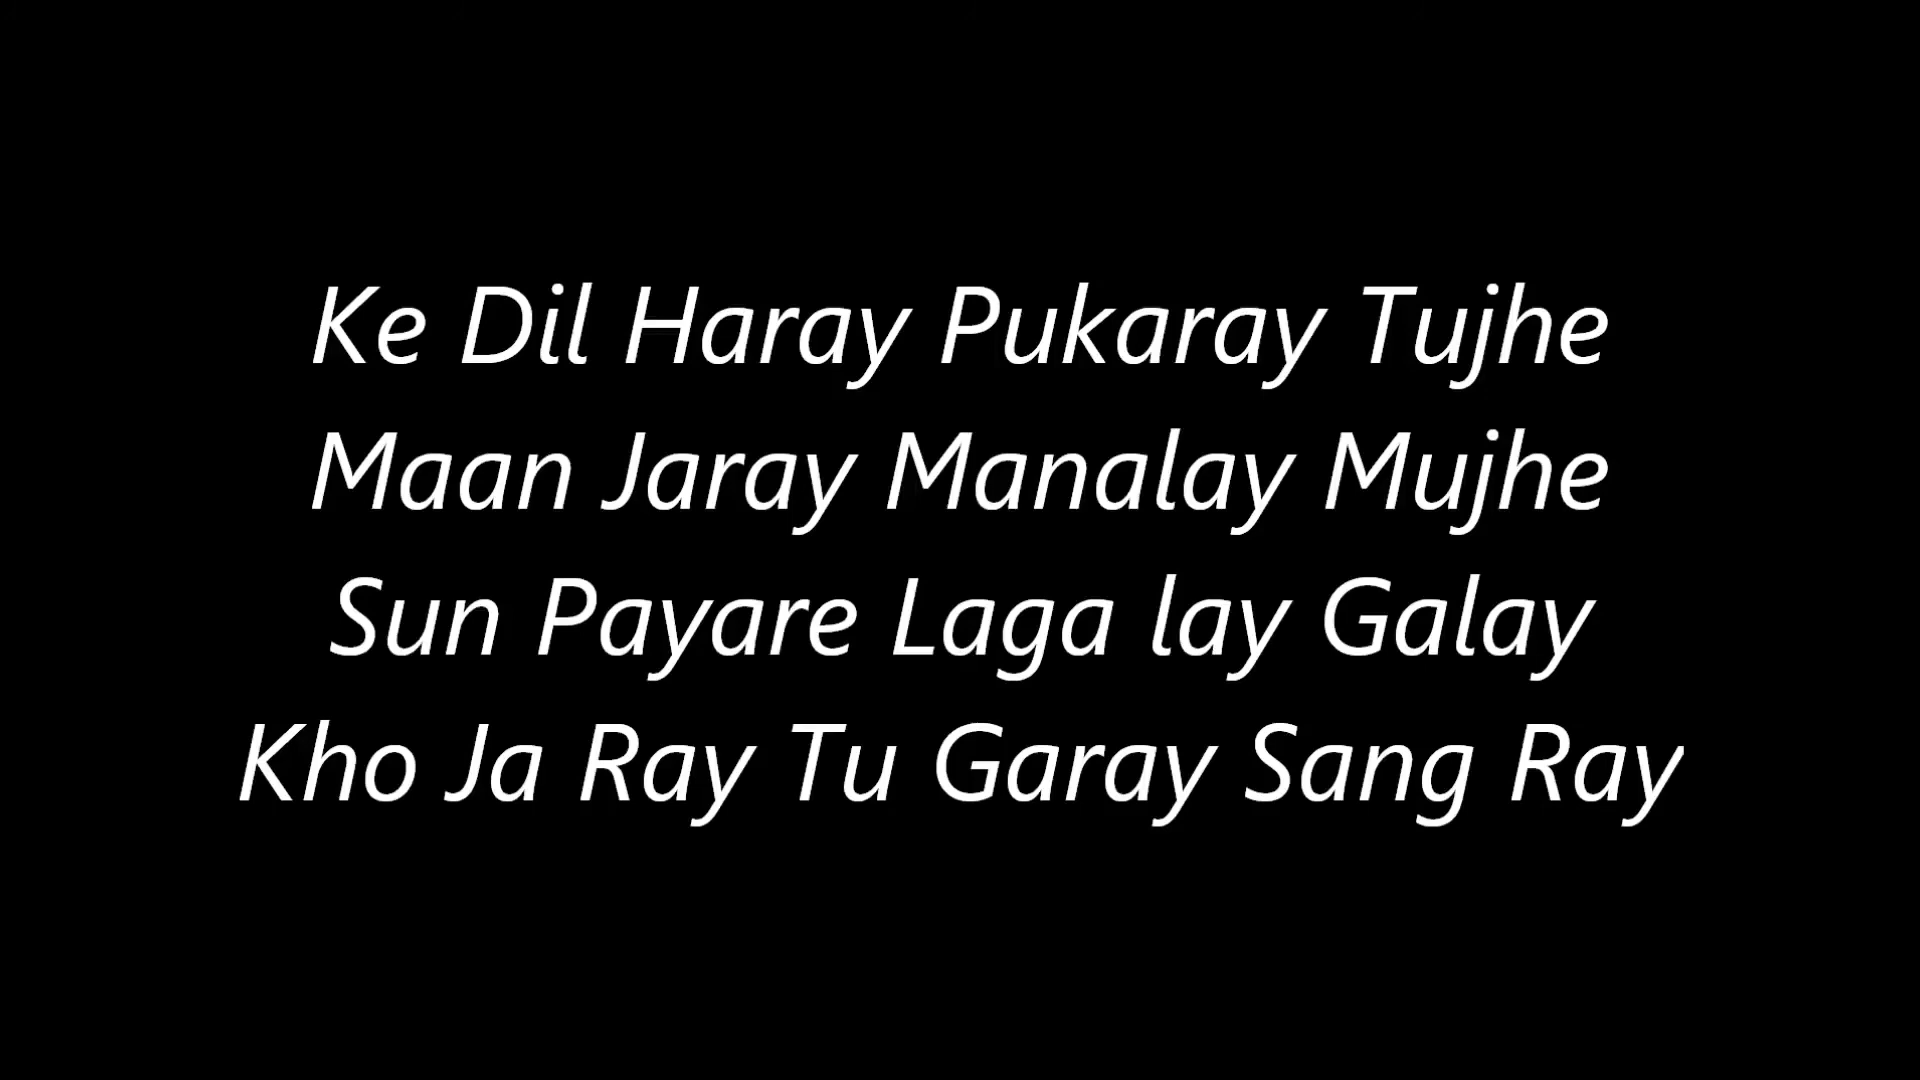 Ke Dil Haray Pukaray Tujhe
Maan Jaray Manalay Mujhe
Sun Payare Laga lay Galay
Kho Ja Ray Tu Garay Sang Ray